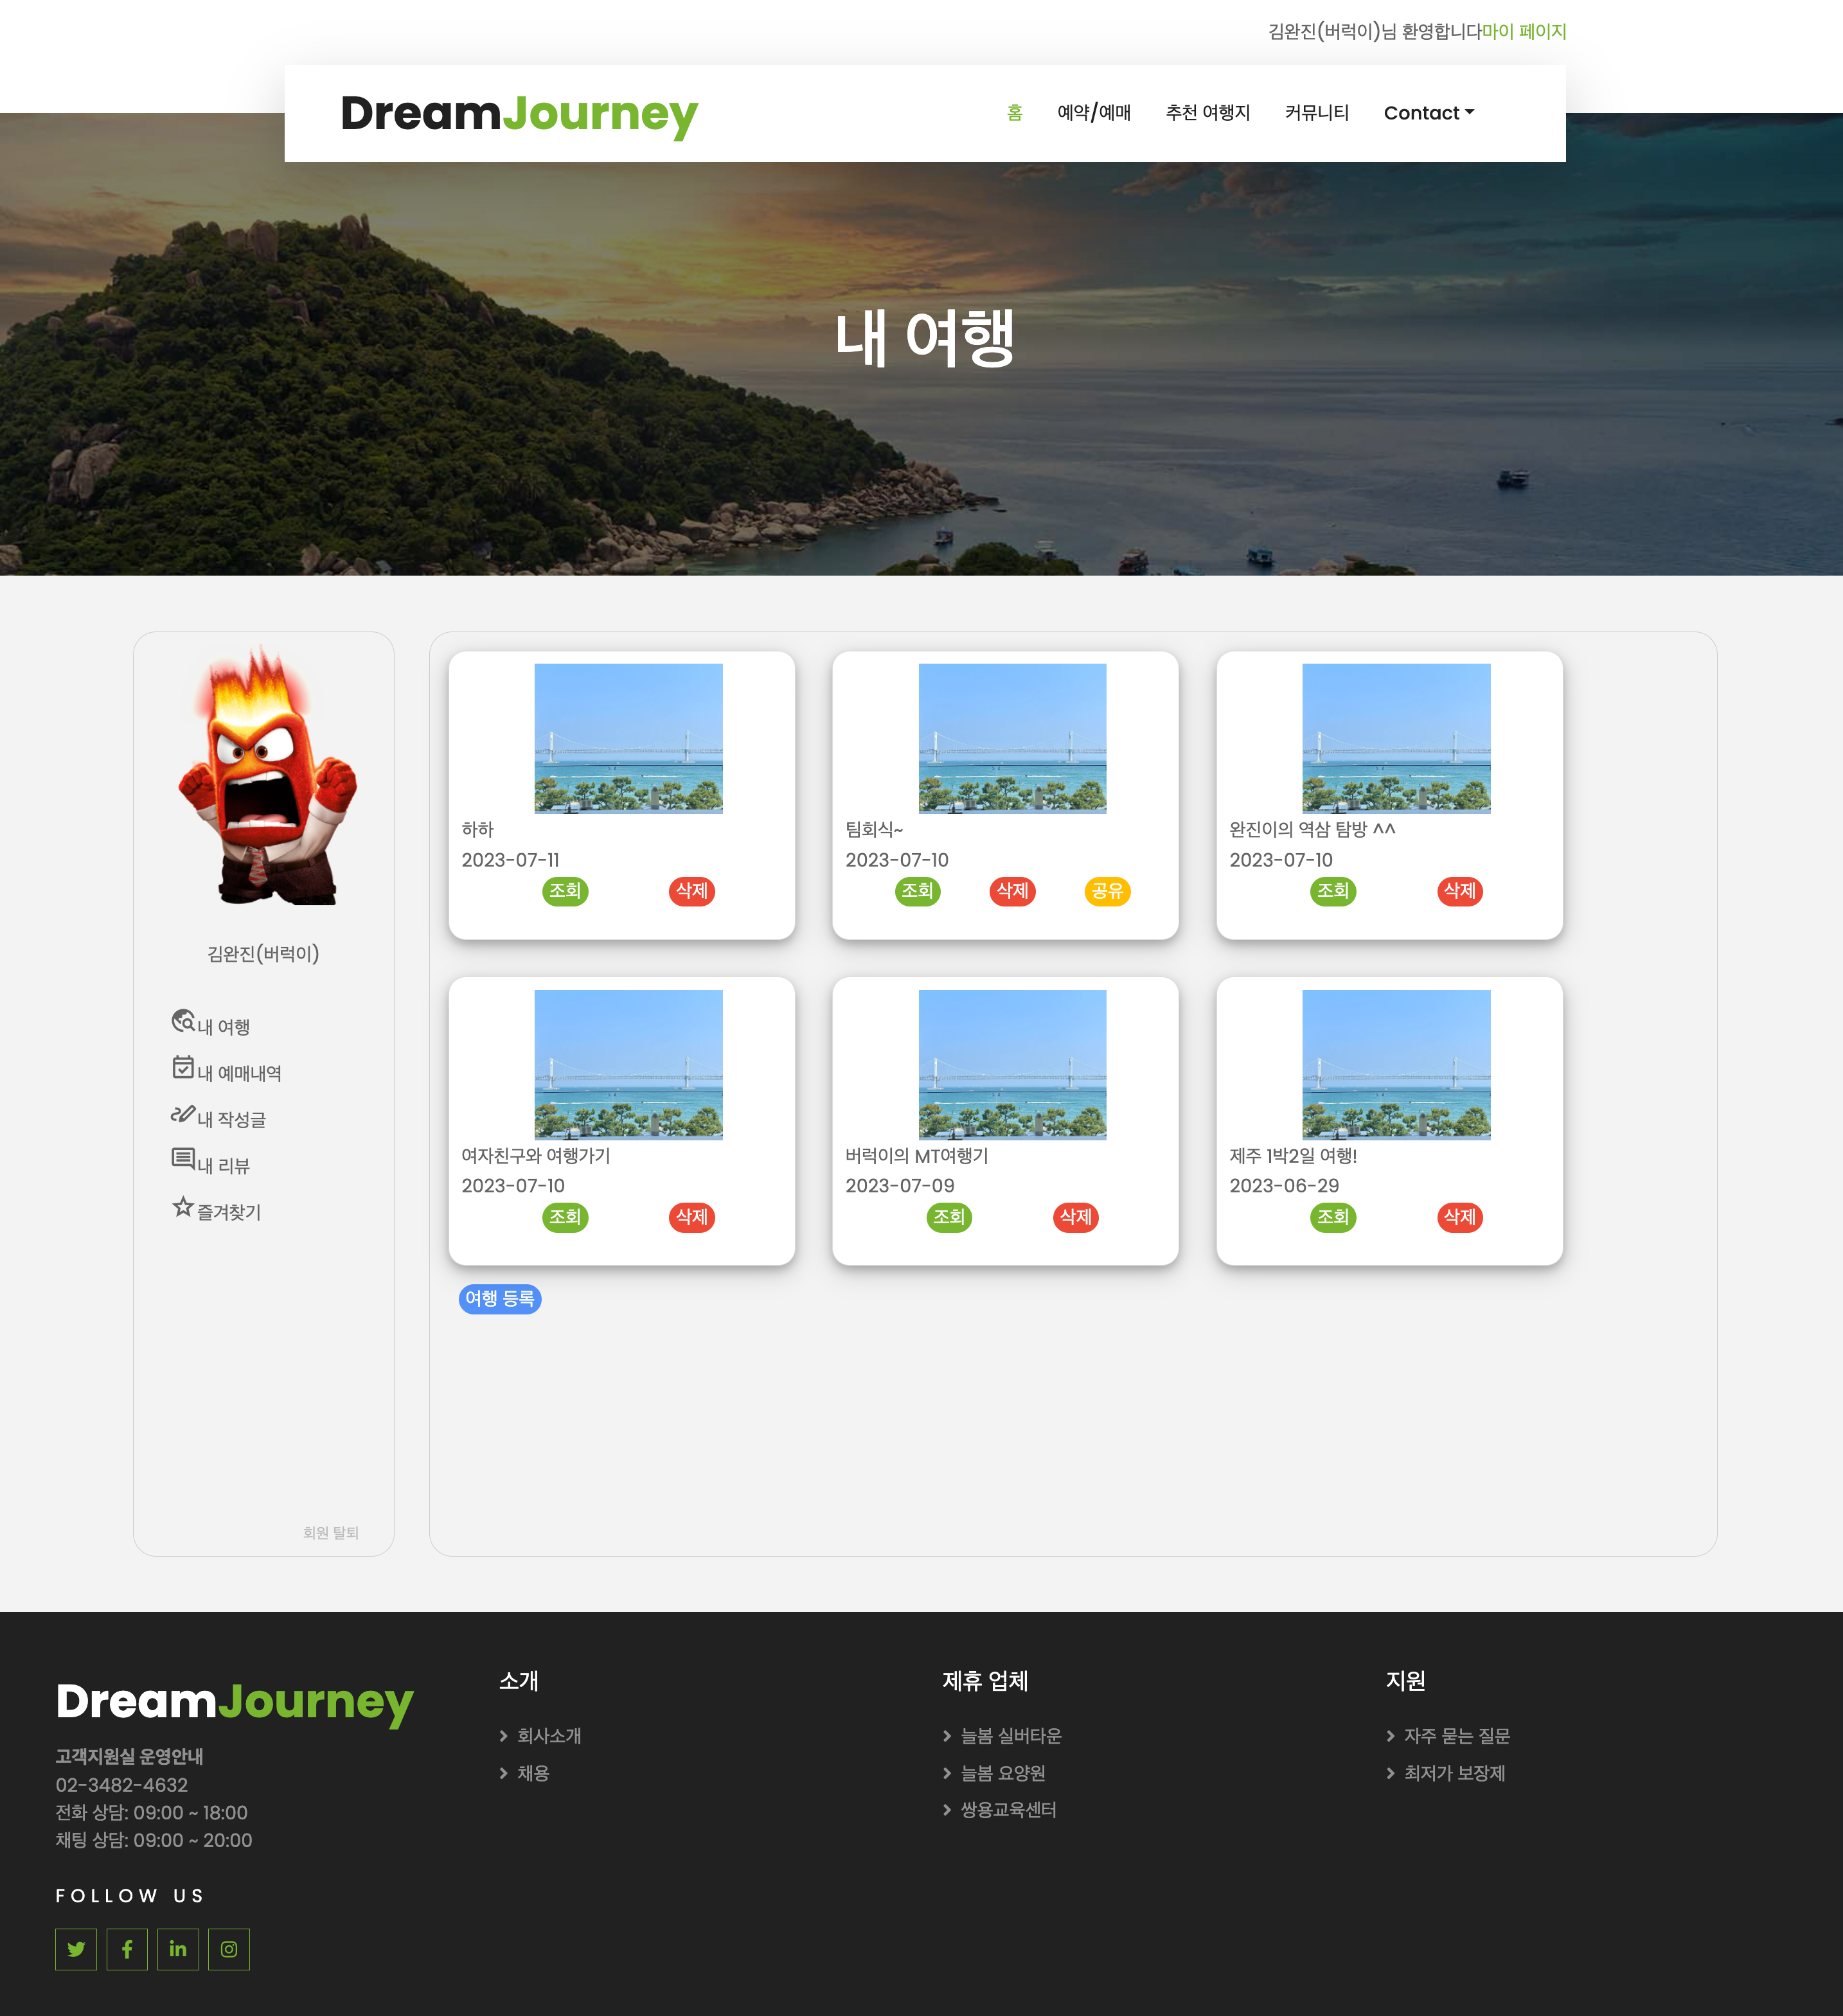 김완진(버럭이)님 환영합니다마이 페이지
DreamJourney
홈 예약/예매 추천 여행지 커뮤니티 Contact
내 여행
김완진(버럭이)
내 여행
내 예매내역
내 작성글
내 리뷰
즐겨찾기
회원 탈퇴
하하
2023-07-11
조회 삭제
팀회식~
2023-07-10
조회 삭제 공유
완진이의 역삼 탐방 ^^
2023-07-10
조회 삭제
여자친구와 여행가기
2023-07-10
조회 삭제
버럭이의 MT여행기
2023-07-09
조회 삭제
제주 1박2일 여행!
2023-06-29
조회 삭제
여행 등록
DreamJourney
고객지원실 운영안내
02-3482-4632
전화 상담: 09:00 ~ 18:00
채팅 상담: 09:00 ~ 20:00
FOLLOW US
소개
회사소개
채용
제휴 업체
늘봄 실버타운
늘봄 요양원
쌍용교육센터
지원
자주 묻는 질문
최저가 보장제